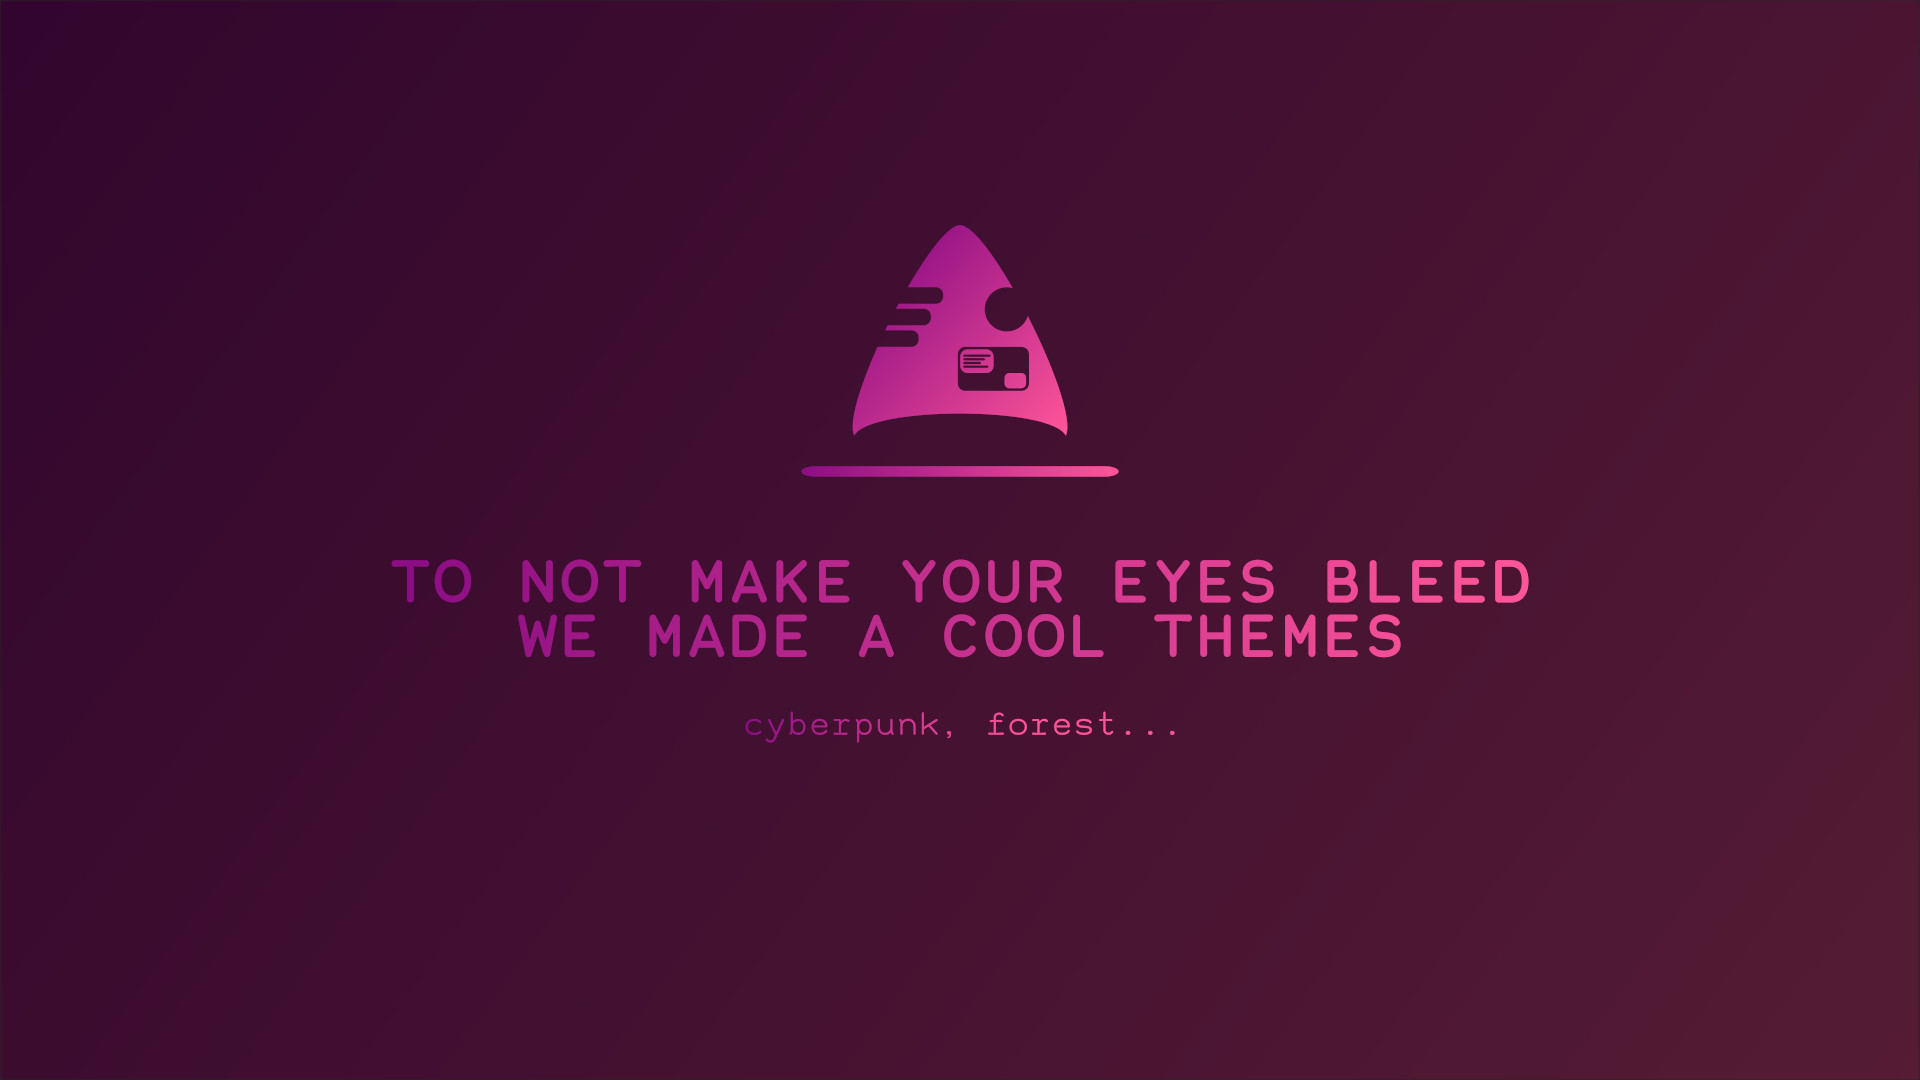 TO NOT MAKE YOUR EYES BLEED
WE MADE A COOL THEMES
cyberpunk, forest...